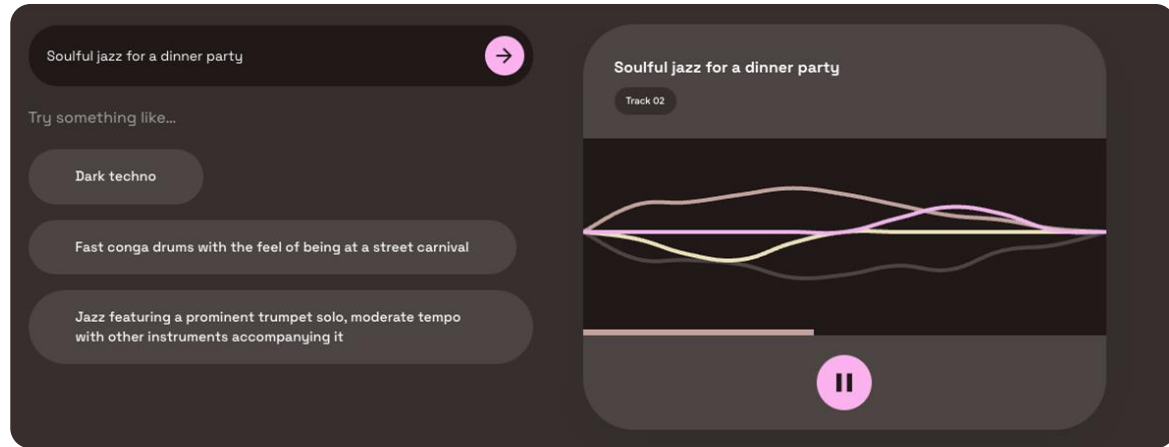 Soulful jazz for a dinner party
Try something like...
Dark techno
Fast conga drums with the feel of being at a street carnival
Jazz featuring a prominent trumpet solo, moderate tempo
with other instruments accompanying it
Soulful jazz for a dinner party
Track 02